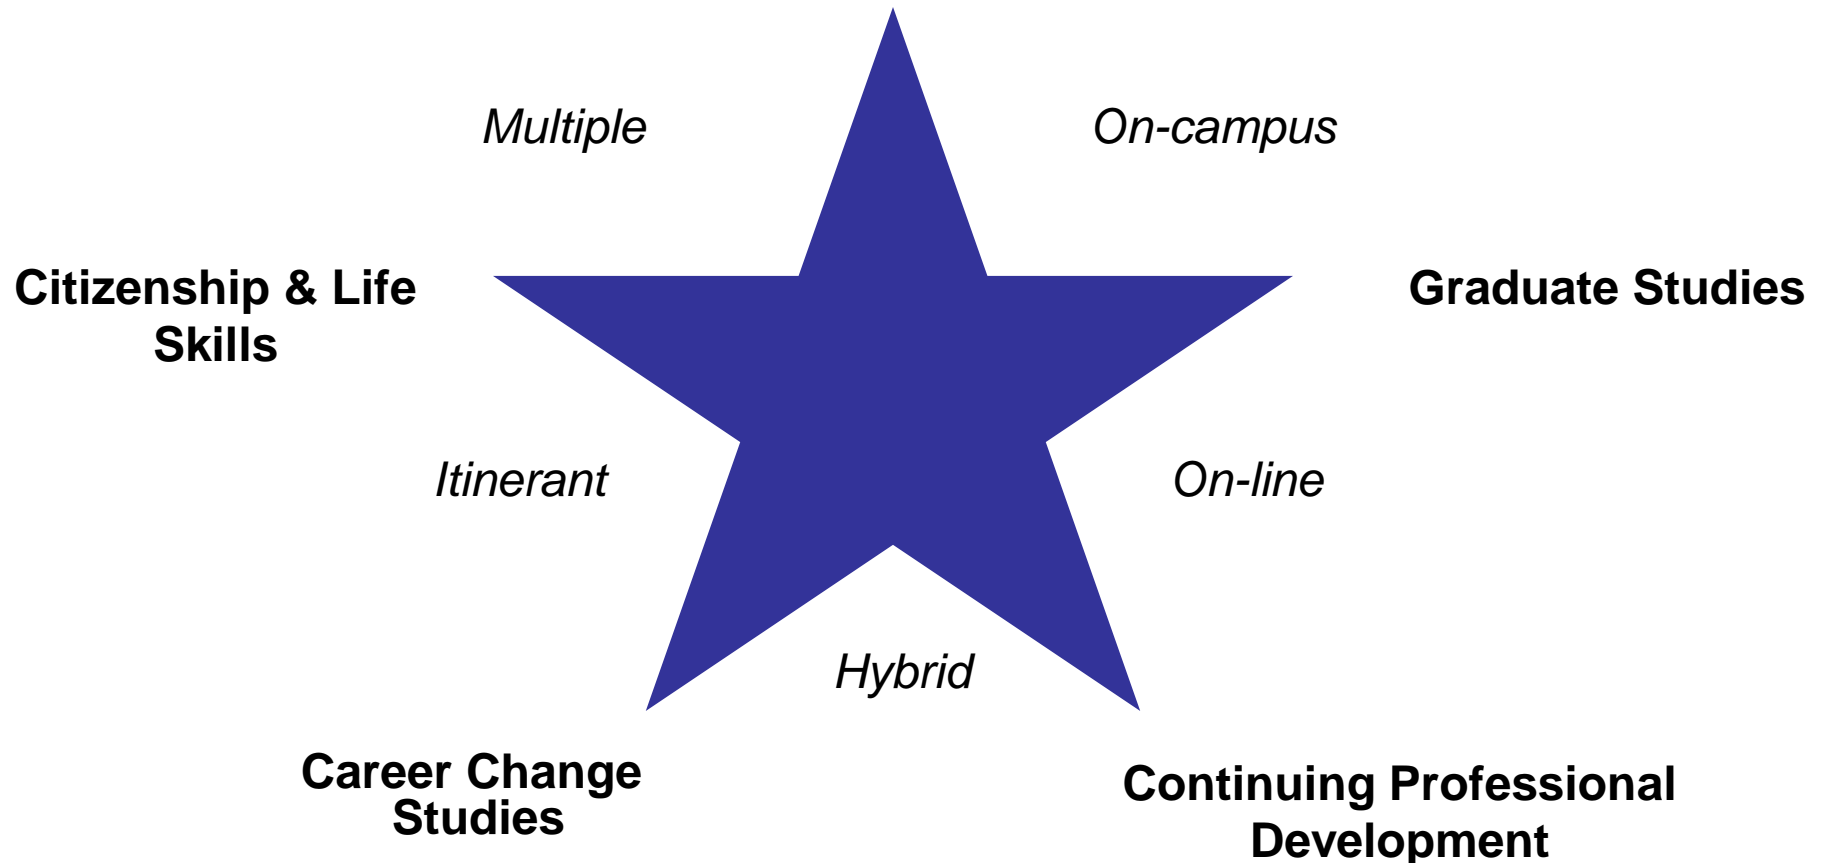 Multiple
On-campus
Citizenship & Life
Skills
Graduate Studies
Itinerant
On-line
Hybrid
Career Change
Studies
Continuing Professional
Development